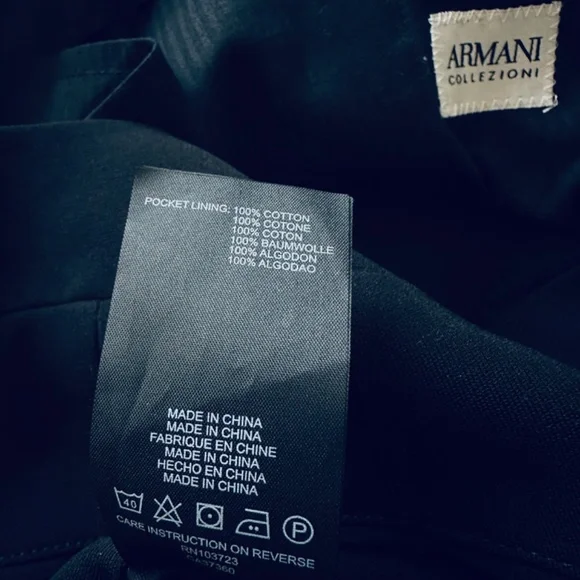 ARMANI
COLLEZIONI
POCKET LINING: 100% COTTON
100% COTONE
100% COTON
100% BAUMWOLLE
100% ALGODON
100% ALGODAO
MADE IN CHINA
MADE IN CHINA
FABRIQUE EN CHINE
MADE IN CHINA
HECHO EN CHINA
MADE IN CHINA
40 P
CARE INSTRUCTION ON REVERSE
RN103723
CA37360